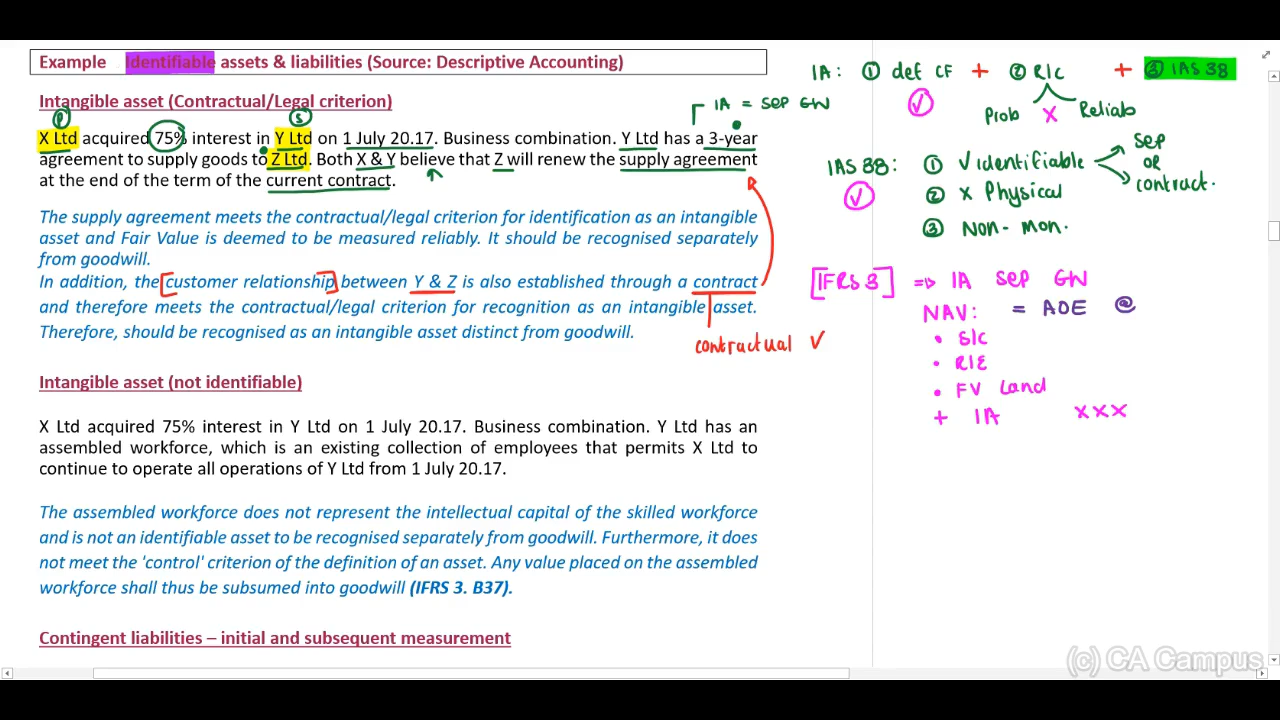 Example Identifiable assets & liabilities (Source: Descriptive Accounting)
Intangible asset (Contractual/Legal criterion)
P S
IA = SEP GW
X Ltd acquired 75% interest in Y Ltd on 1 July 20.17. Business combination. Y Ltd has a 3-year
agreement to supply goods to Z Ltd. Both X & Y believe that Z will renew the supply agreement
at the end of the term of the current contract.
The supply agreement meets the contractual/legal criterion for identification as an intangible
asset and Fair Value is deemed to be measured reliably. It should be recognised separately
from goodwill.
In addition, the [customer relationship] between Y & Z is also established through a contract
and therefore meets the contractual/legal criterion for recognition as an intangible asset.
Therefore, should be recognised as an intangible asset distinct from goodwill.
contractual ✓
Intangible asset (not identifiable)
X Ltd acquired 75% interest in Y Ltd on 1 July 20.17. Business combination. Y Ltd has an
assembled workforce, which is an existing collection of employees that permits X Ltd to
continue to operate all operations of Y Ltd from 1 July 20.17.
The assembled workforce does not represent the intellectual capital of the skilled workforce
and is not an identifiable asset to be recognised separately from goodwill. Furthermore, it does
not meet the 'control' criterion of the definition of an asset. Any value placed on the assembled
workforce shall thus be subsumed into goodwill (IFRS 3. B37).
Contingent liabilities – initial and subsequent measurement
IA: ① def CF + ② R/C + ③ IAS 38
✓
Prob X Reliab
IAS 38: ① ✓ identifiable
Sep
OR
contract.
✓
② X Physical
③ Non-mon.
[IFRS 3] => IA SEP GW
NAV: = AOE @
• S/C
• R/E
• FV Land
+ IA XXX
(c) CA Campus